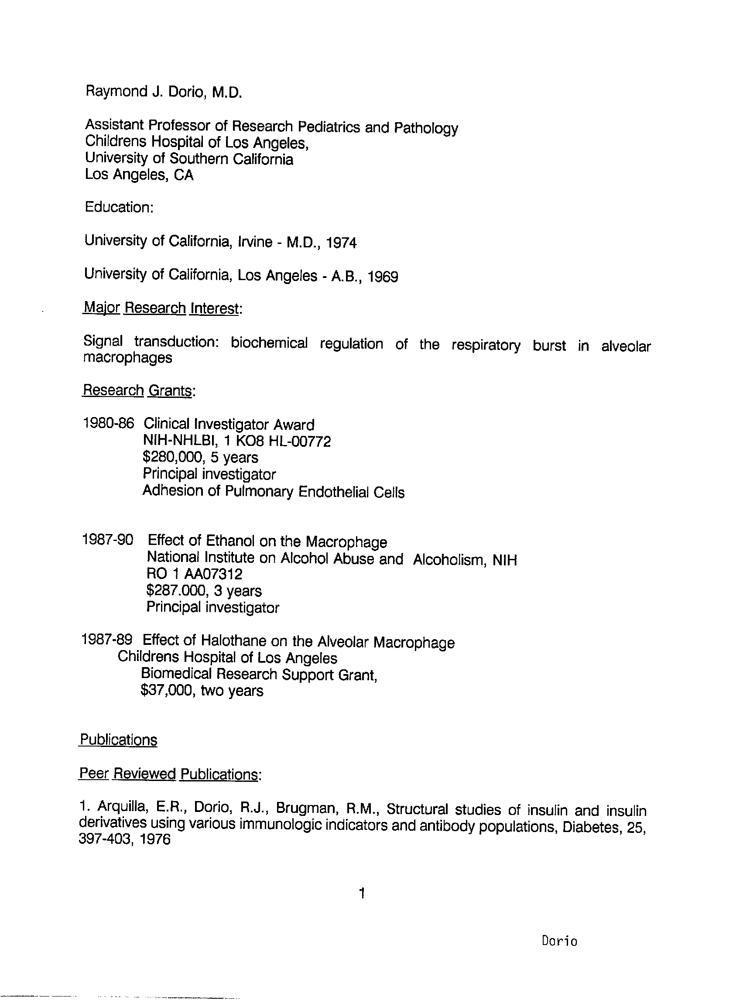 Raymond J. Dorio, M.D.
Assistant Professor of Research Pediatrics and Pathology
Childrens Hospital of Los Angeles,
University of Southern California
Los Angeles, CA
Education:
University of California, Irvine - M.D., 1974
University of California, Los Angeles - A.B., 1969
Major Research Interest:
Signal transduction: biochemical regulation of the respiratory burst in alveolar
macrophages
Research Grants:
1980-86 Clinical Investigator Award
NIH-NHLBI, 1 KO8 HL-00772
$280,000, 5 years
Principal investigator
Adhesion of Pulmonary Endothelial Cells
1987-90 Effect of Ethanol on the Macrophage
National Institute on Alcohol Abuse and Alcoholism, NIH
RO 1 AA07312
$287.000, 3 years
Principal investigator
1987-89 Effect of Halothane on the Alveolar Macrophage
Childrens Hospital of Los Angeles
Biomedical Research Support Grant,
$37,000, two years
Publications
Peer Reviewed Publications:
1. Arquilla, E.R., Dorio, R.J., Brugman, R.M., Structural studies of insulin and insulin
derivatives using various immunologic indicators and antibody populations, Diabetes, 25,
397-403, 1976
1
Dorio